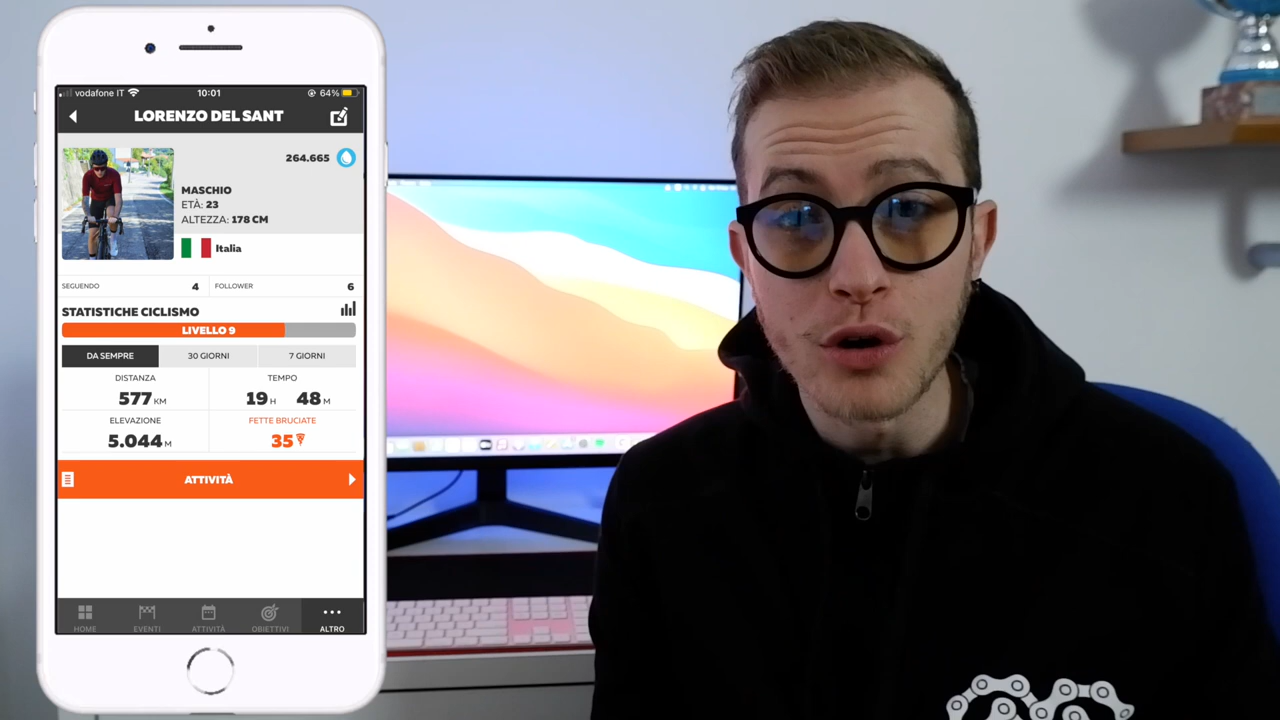 vodafone IT
10:01
64%
LORENZO DEL SANT
264.665
MASCHIO
ETÀ: 23
ALTEZZA: 178 CM
Italia
SEGUENDO 4
FOLLOWER 6
STATISTICHE CICLISMO
LIVELLO 9
DA SEMPRE
30 GIORNI
7 GIORNI
DISTANZA
577 KM
TEMPO
19 H 48 M
ELEVAZIONE
5.044 M
FETTE BRUCIATE
35
ATTIVITÀ
HOME
EVENTI
ATTIVITÀ
OBIETTIVI
ALTRO